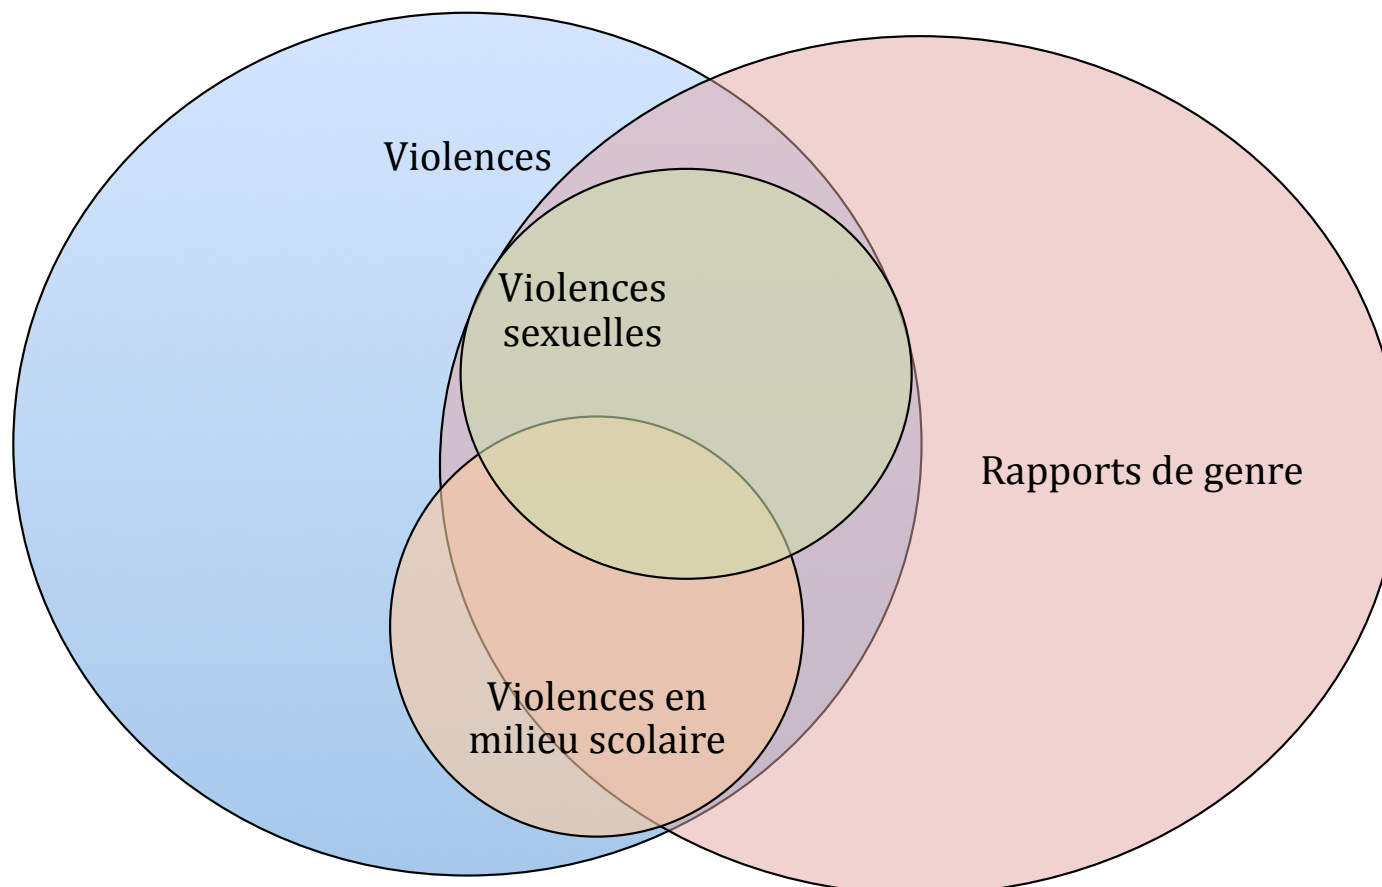 Violences
Violences
sexuelles
Rapports de genre
Violences en
milieu scolaire